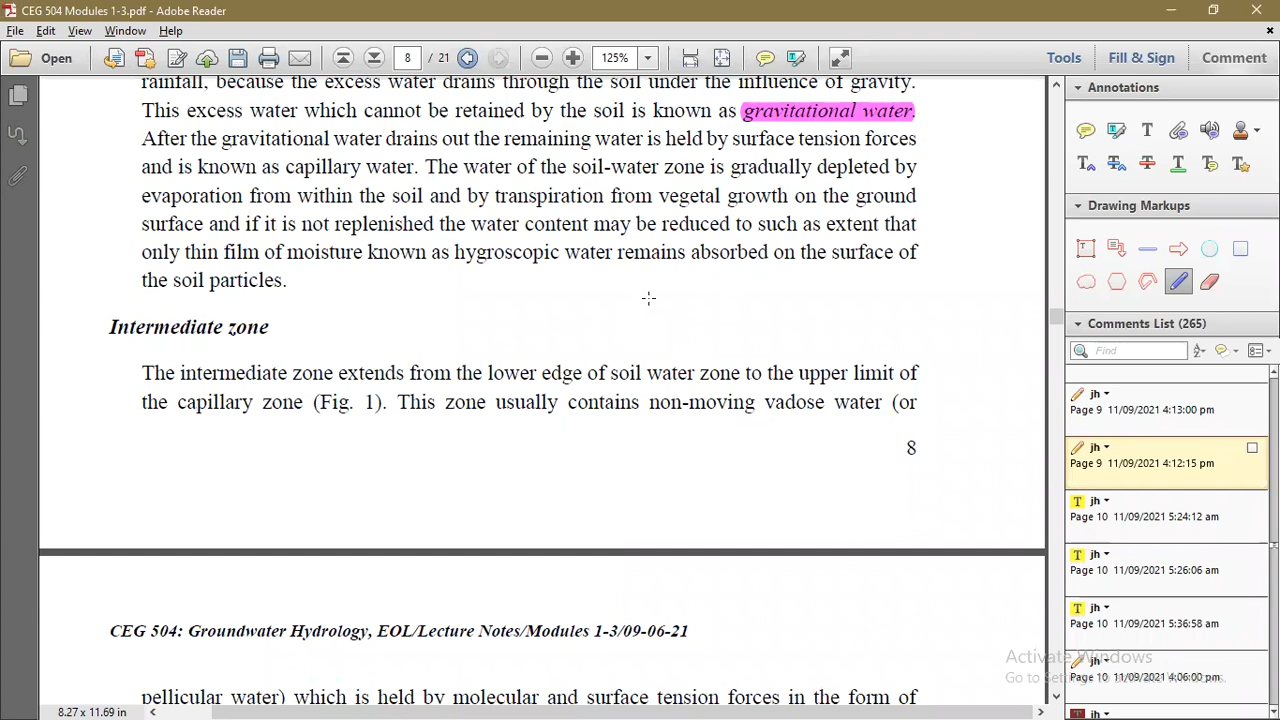 CEG 504 Modules 1-3.pdf - Adobe Reader
File Edit View Window Help
Open 8 / 21 125% Tools Fill & Sign Comment
rainfall, because the excess water drains through the soil under the influence of gravity.
This excess water which cannot be retained by the soil is known as gravitational water.
After the gravitational water drains out the remaining water is held by surface tension forces
and is known as capillary water. The water of the soil-water zone is gradually depleted by
evaporation from within the soil and by transpiration from vegetal growth on the ground
surface and if it is not replenished the water content may be reduced to such as extent that
only thin film of moisture known as hygroscopic water remains absorbed on the surface of
the soil particles.
Intermediate zone
The intermediate zone extends from the lower edge of soil water zone to the upper limit of
the capillary zone (Fig. 1). This zone usually contains non-moving vadose water (or
8
CEG 504: Groundwater Hydrology, EOL/Lecture Notes/Modules 1-3/09-06-21
pellicular water) which is held by molecular and surface tension forces in the form of
8.27 x 11.69 in
Annotations
Drawing Markups
Comments List (265)
Find
jh
Page 9 11/09/2021 4:13:00 pm
jh
Page 9 11/09/2021 4:12:15 pm
jh
Page 10 11/09/2021 5:24:12 am
jh
Page 10 11/09/2021 5:26:06 am
jh
Page 10 11/09/2021 5:36:58 am
jh
Page 10 11/09/2021 4:06:00 pm
jh
Activate Windows